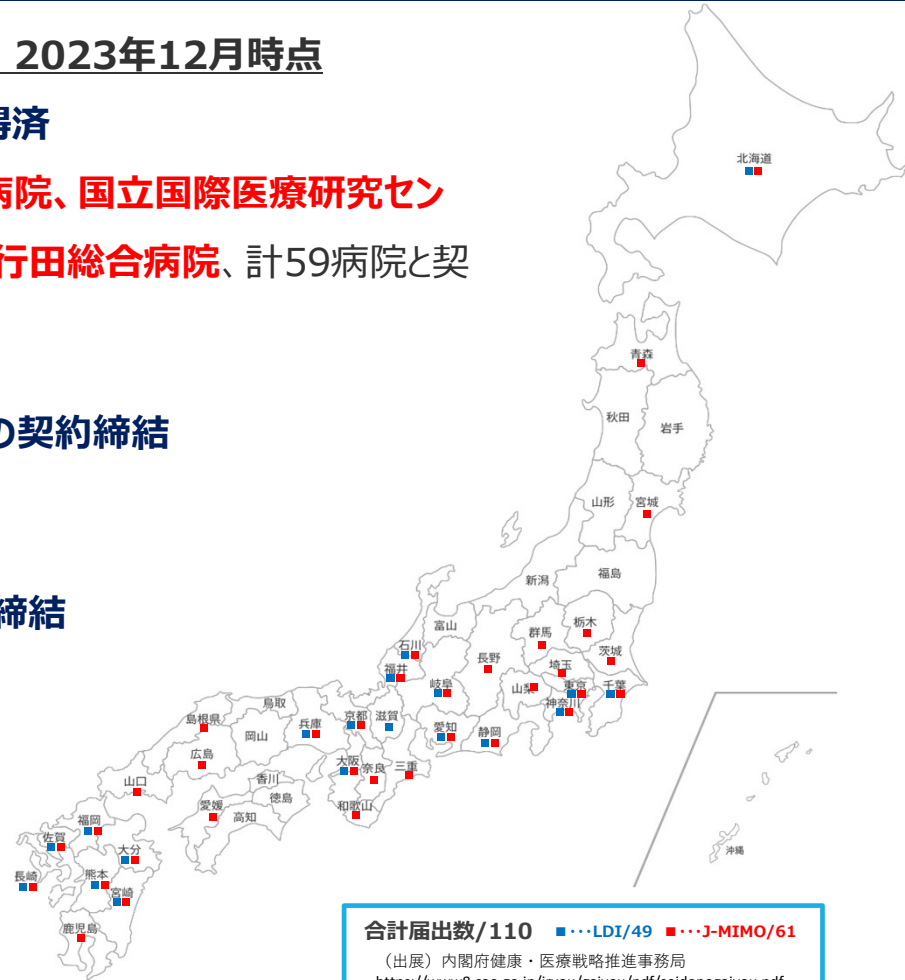 2023年12月時点
得済
病院、国立国際医療研究セン
行田総合病院、計59病院と契
の契約締結
締結
北海道
青森
秋田
岩手
山形
宮城
新潟
福島
富山
石川
福井
群馬
栃木
長野
茨城
埼玉
岐阜
山梨
東京
千葉
神奈川
鳥取
島根県
岡山
兵庫
京都
滋賀
愛知
静岡
広島
大阪
奈良
三重
山口
香川
徳島
愛媛
高知
和歌山
福岡
佐賀
大分
長崎
熊本
宮崎
鹿児島
沖縄
合計届出数/110 ■･･･LDI/49 ■･･･J-MIMO/61
（出展）内閣府健康・医療戦略推進事務局